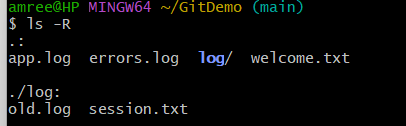 amree@HP MINGW64 ~/GitDemo (main)
$ ls -R
.:
app.log  errors.log  log/  welcome.txt

./log:
old.log  session.txt